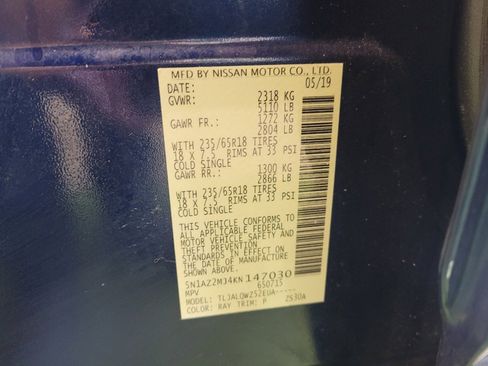 MFD BY NISSAN MOTOR CO., LTD.
DATE: 05/19
GVWR: 2318 KG
5110 LB
GAWR FR.: 1272 KG
2804 LB
WITH 235/65R18 TIRES
18 X 7.5 RIMS AT 33 PSI
COLD SINGLE
GAWR RR.: 1300 KG
2866 LB
WITH 235/65R18 TIRES
18 X 7.5 RIMS AT 33 PSI
COLD SINGLE
THIS VEHICLE CONFORMS TO
ALL APPLICABLE FEDERAL
MOTOR VEHICLE SAFETY AND
THEFT PREVENTION
STANDARDS IN EFFECT ON
THE DATE OF MANUFACTURE
SHOWN ABOVE.
5N1AZ2MJ4KN147030
MPV 650715
MODEL:
COLOR: RAY TRIM: P